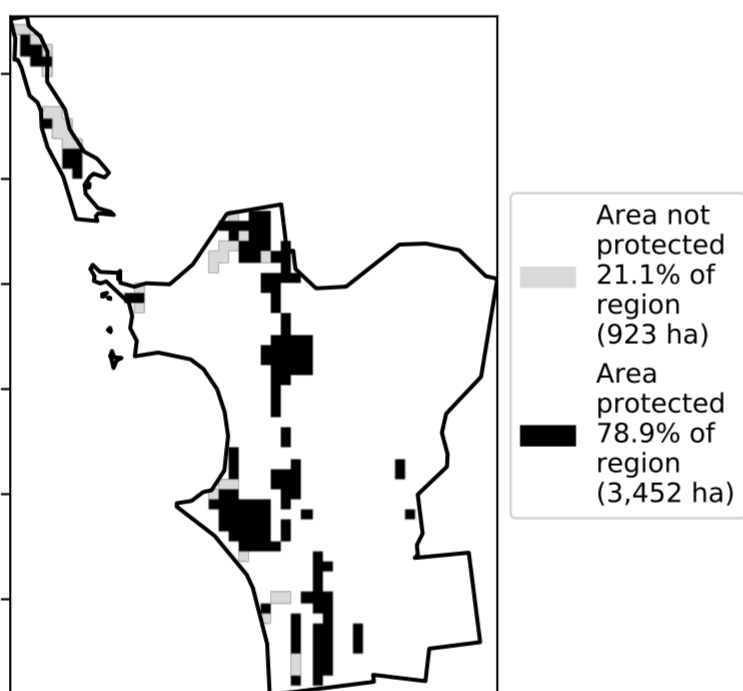 Area not
protected
21.1% of
region
(923 ha)
Area
protected
78.9% of
region
(3,452 ha)